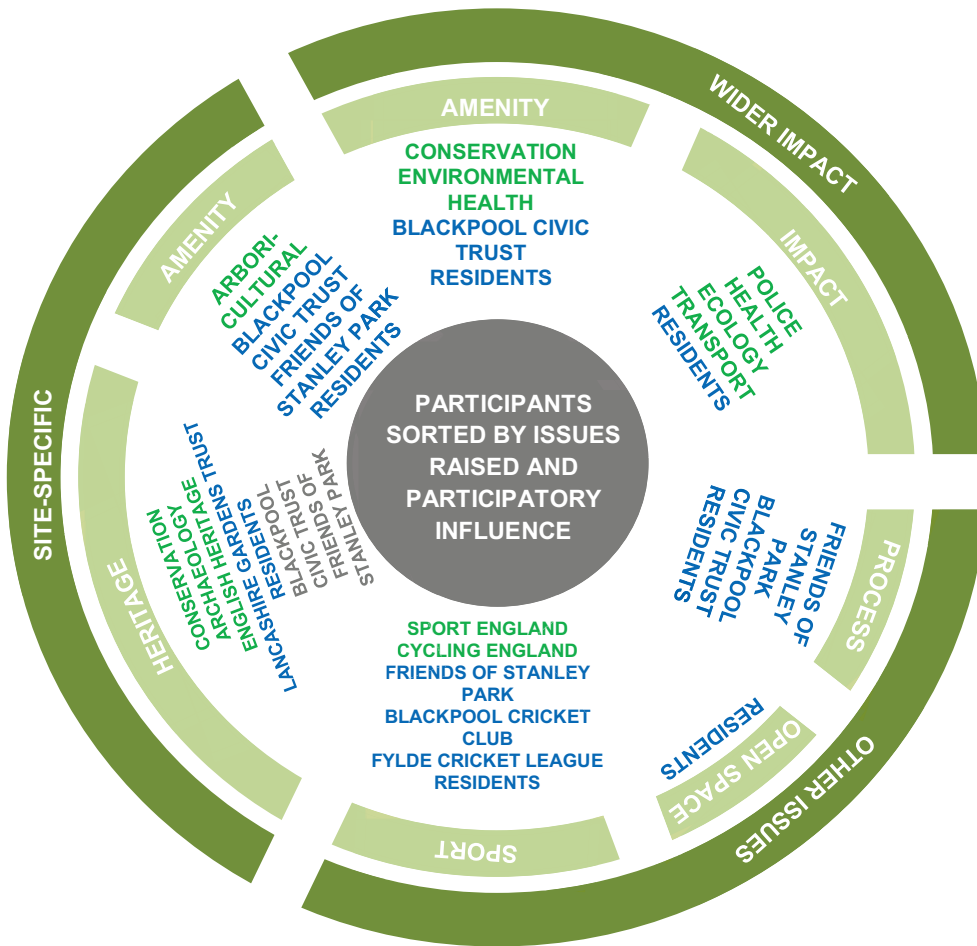 WIDER IMPACT
AMENITY
CONSERVATION
ENVIRONMENTAL
HEALTH
BLACKPOOL CIVIC
TRUST
RESIDENTS
IMPACT
POLICE
HEALTH
ECOLOGY
TRANSPORT
RESIDENTS
OTHER ISSUES
PROCESS
FRIENDS OF
STANLEY
PARK
BLACKPOOL
CIVIC TRUST
RESIDENTS
OPEN SPACE
RESIDENTS
SPORT
SPORT ENGLAND
CYCLING ENGLAND
FRIENDS OF STANLEY
PARK
BLACKPOOL CRICKET
CLUB
FYLDE CRICKET LEAGUE
RESIDENTS
SITE-SPECIFIC
HERITAGE
CONSERVATION
ARCHAEOLOGY
ENGLISH HERITAGE
LANCASHIRE GARDENS TRUST
RESIDENTS
BLACKPOOL
CIVIC TRUST
FRIENDS OF
STANLEY PARK
AMENITY
ARBORI-
CULTURAL
BLACKPOOL
CIVIC TRUST
FRIENDS OF
STANLEY PARK
RESIDENTS
PARTICIPANTS
SORTED BY ISSUES
RAISED AND
PARTICIPATORY
INFLUENCE